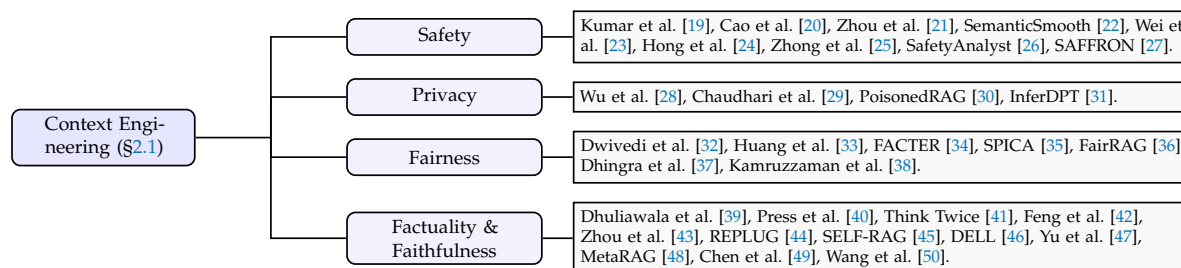 Safety
Kumar et al. [19], Cao et al. [20], Zhou et al. [21], SemanticSmooth [22], Wei et
al. [23], Hong et al. [24], Zhong et al. [25], SafetyAnalyst [26], SAFFRON [27].
Privacy
Wu et al. [28], Chaudhari et al. [29], PoisonedRAG [30], InferDPT [31].
Context Engi-
neering (§2.1)
Fairness
Dwivedi et al. [32], Huang et al. [33], FACTER [34], SPICA [35], FairRAG [36]
Dhingra et al. [37], Kamruzzaman et al. [38].
Factuality &
Faithfulness
Dhuliawala et al. [39], Press et al. [40], Think Twice [41], Feng et al. [42],
Zhou et al. [43], REPLUG [44], SELF-RAG [45], DELL [46], Yu et al. [47],
MetaRAG [48], Chen et al. [49], Wang et al. [50].